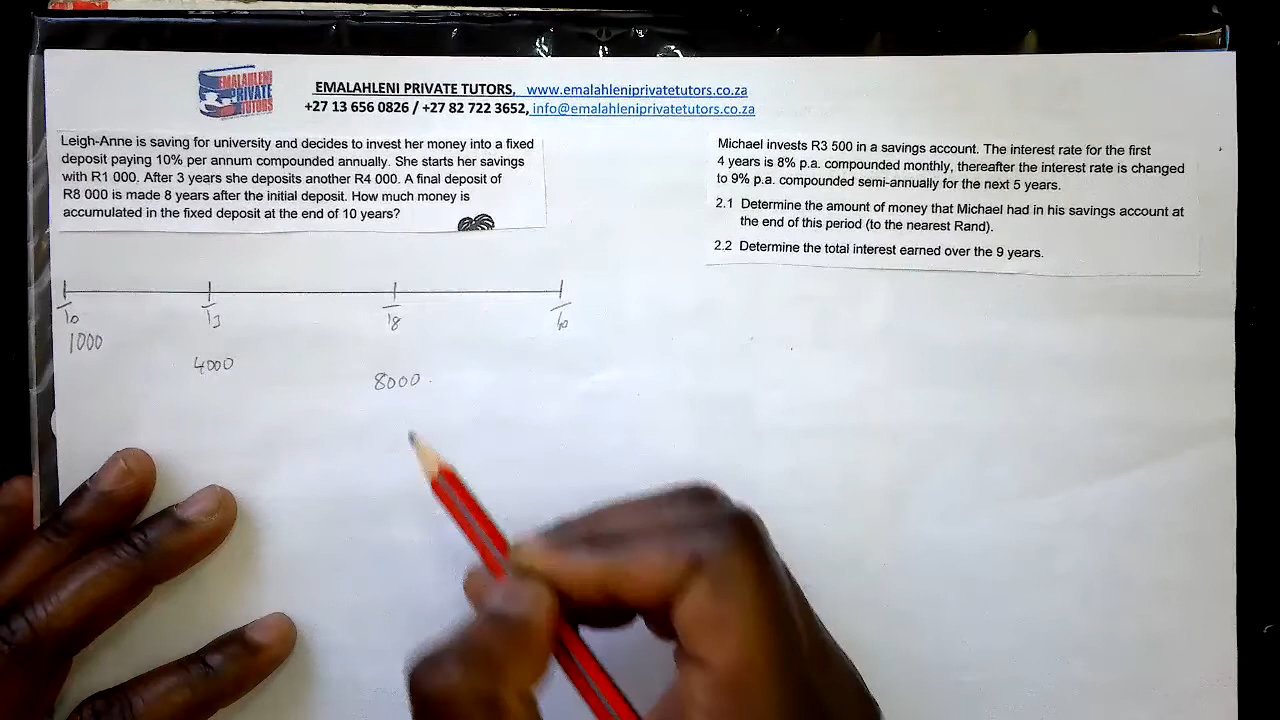 EMALAHLENI
PRIVATE
TUTORS
EMALAHLENI PRIVATE TUTORS, www.emalahleniprivatetutors.co.za
+27 13 656 0826 / +27 82 722 3652, info@emalahleniprivatetutors.co.za
Leigh-Anne is saving for university and decides to invest her money into a fixed
deposit paying 10% per annum compounded annually. She starts her savings
with R1 000. After 3 years she deposits another R4 000. A final deposit of
R8 000 is made 8 years after the initial deposit. How much money is
accumulated in the fixed deposit at the end of 10 years?
Michael invests R3 500 in a savings account. The interest rate for the first
4 years is 8% p.a. compounded monthly, thereafter the interest rate is changed
to 9% p.a. compounded semi-annually for the next 5 years.
2.1 Determine the amount of money that Michael had in his savings account at
the end of this period (to the nearest Rand).
2.2 Determine the total interest earned over the 9 years.
1000
4000
8000